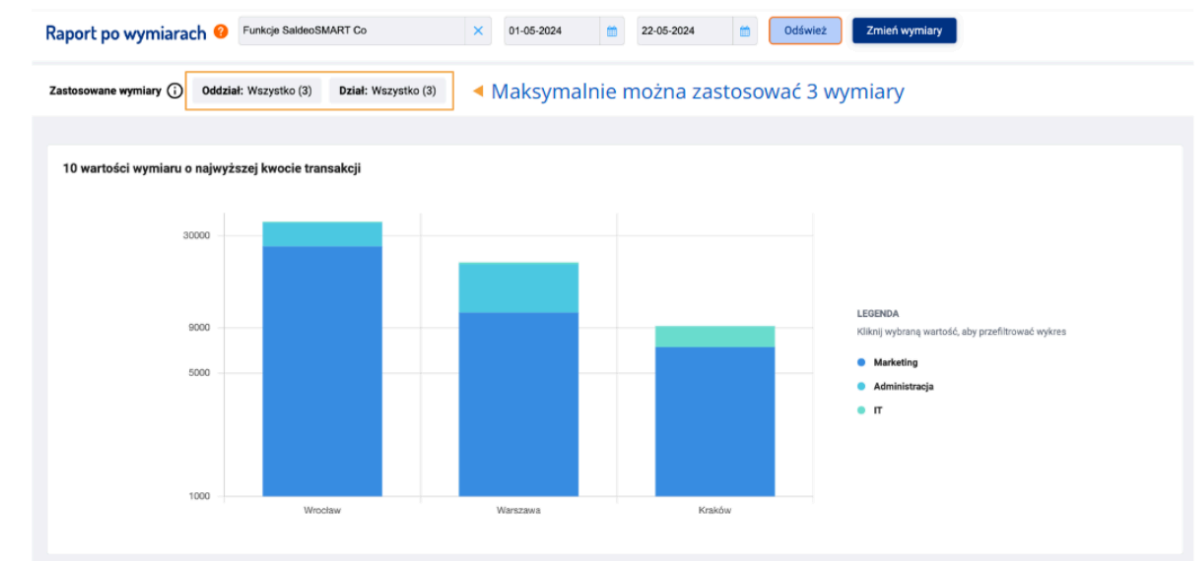 Raport po wymiarach ? Funkcje SaldeoSMART Co × 01-05-2024 22-05-2024 Odśwież Zmień wymiary
Zastosowane wymiary i Oddział: Wszystko (3) Dział: Wszystko (3) Maksymalnie można zastosować 3 wymiary
10 wartości wymiaru o najwyższej kwocie transakcji
30000
9000
5000
1000
Wrocław Warszawa Kraków
LEGENDA
Kliknij wybraną wartość, aby przefiltrować wykres
Marketing
Administracja
IT